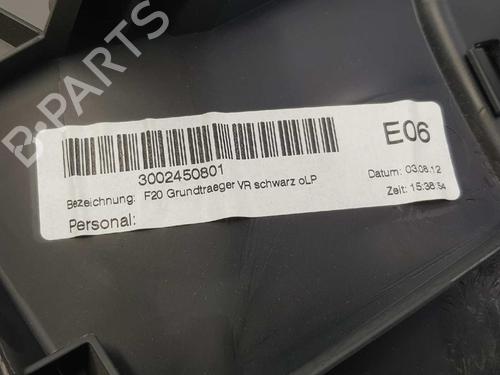 B-PARTS
3002450801
E06
Bezeichnung: F20 Grundtraeger VR schwarz oLP
Datum: 03.08.12
Personal:
Zeit: 15:38:54